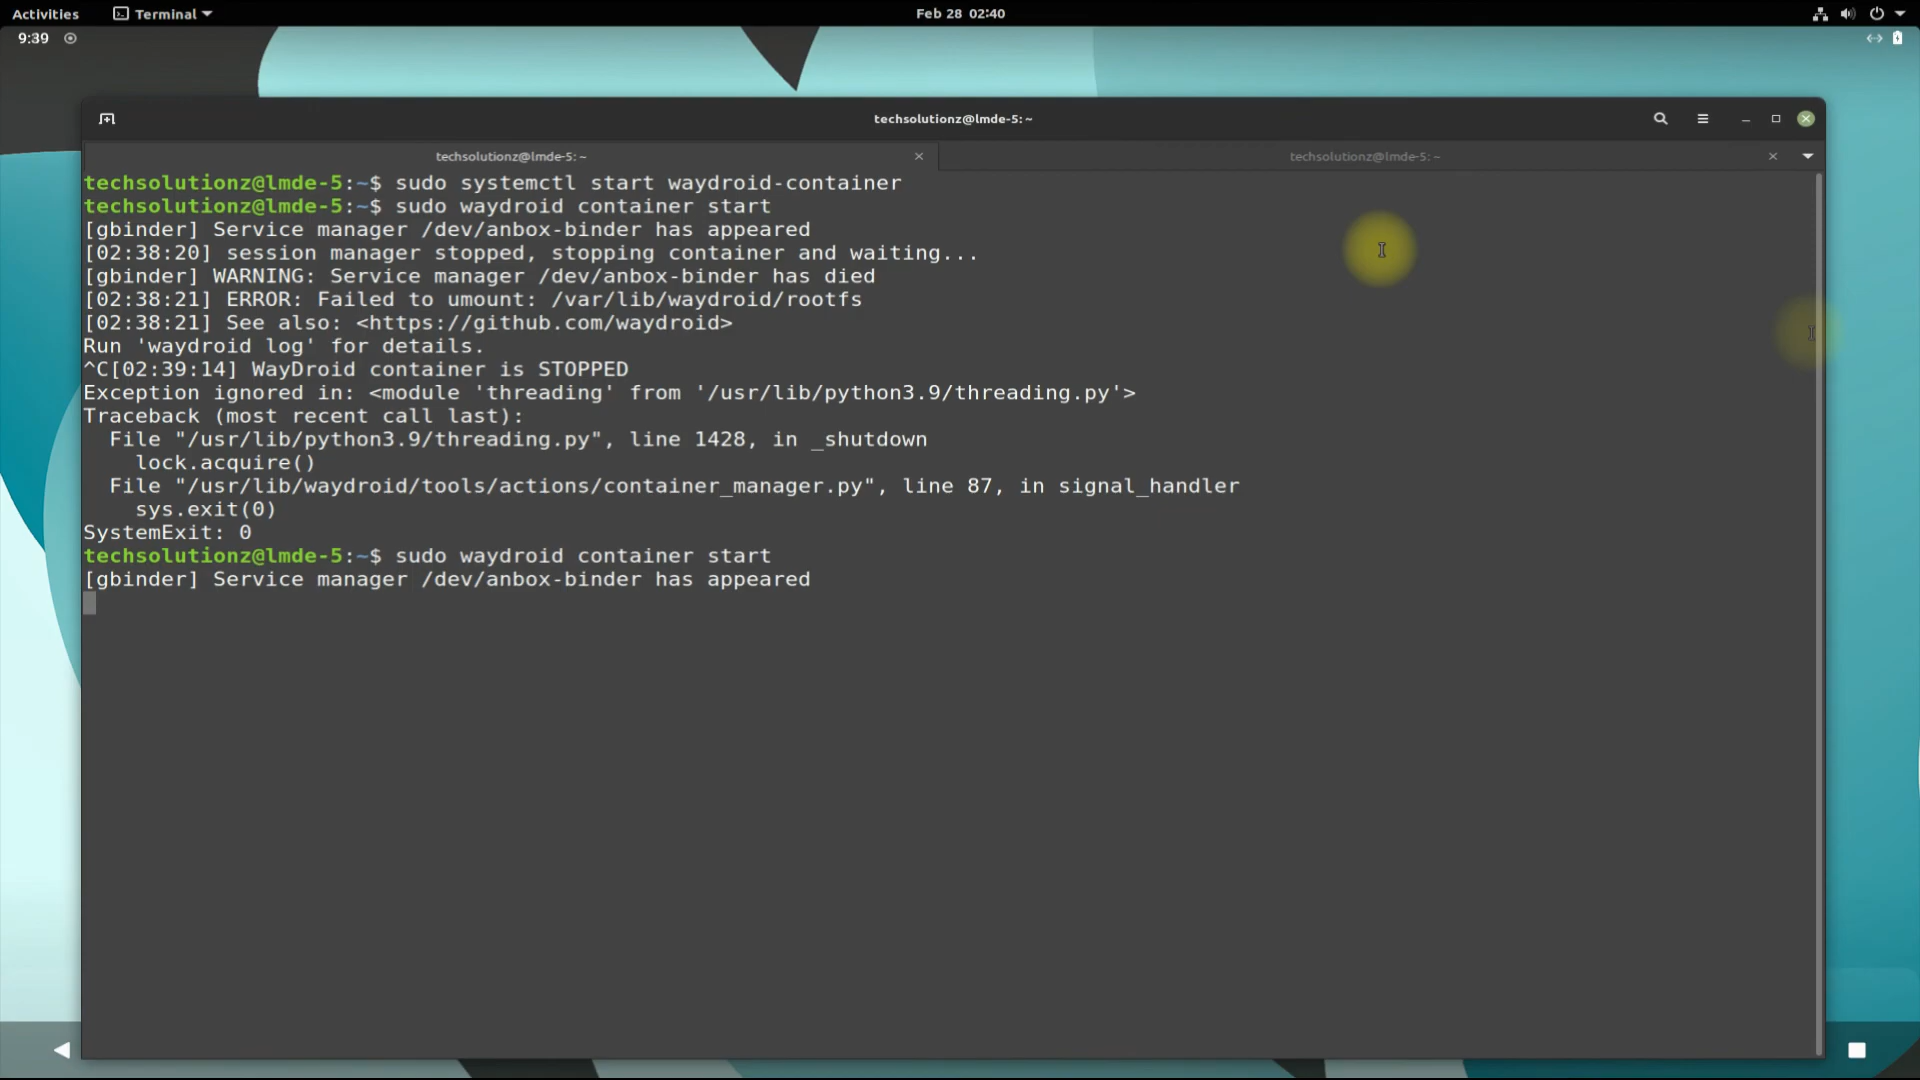 Activities
Terminal
Feb 28 02:40
9:39
techsolutionz@lmde-5: ~
techsolutionz@lmde-5: ~
techsolutionz@lmde-5: ~
techsolutionz@lmde-5:~$ sudo systemctl start waydroid-container
techsolutionz@lmde-5:~$ sudo waydroid container start
[gbinder] Service manager /dev/anbox-binder has appeared
[02:38:20] session manager stopped, stopping container and waiting...
[gbinder] WARNING: Service manager /dev/anbox-binder has died
[02:38:21] ERROR: Failed to umount: /var/lib/waydroid/rootfs
[02:38:21] See also: <https://github.com/waydroid>
Run 'waydroid log' for details.
^C[02:39:14] WayDroid container is STOPPED
Exception ignored in: <module 'threading' from '/usr/lib/python3.9/threading.py'>
Traceback (most recent call last):
  File "/usr/lib/python3.9/threading.py", line 1428, in _shutdown
    lock.acquire()
  File "/usr/lib/waydroid/tools/actions/container_manager.py", line 87, in signal_handler
    sys.exit(0)
SystemExit: 0
techsolutionz@lmde-5:~$ sudo waydroid container start
[gbinder] Service manager /dev/anbox-binder has appeared